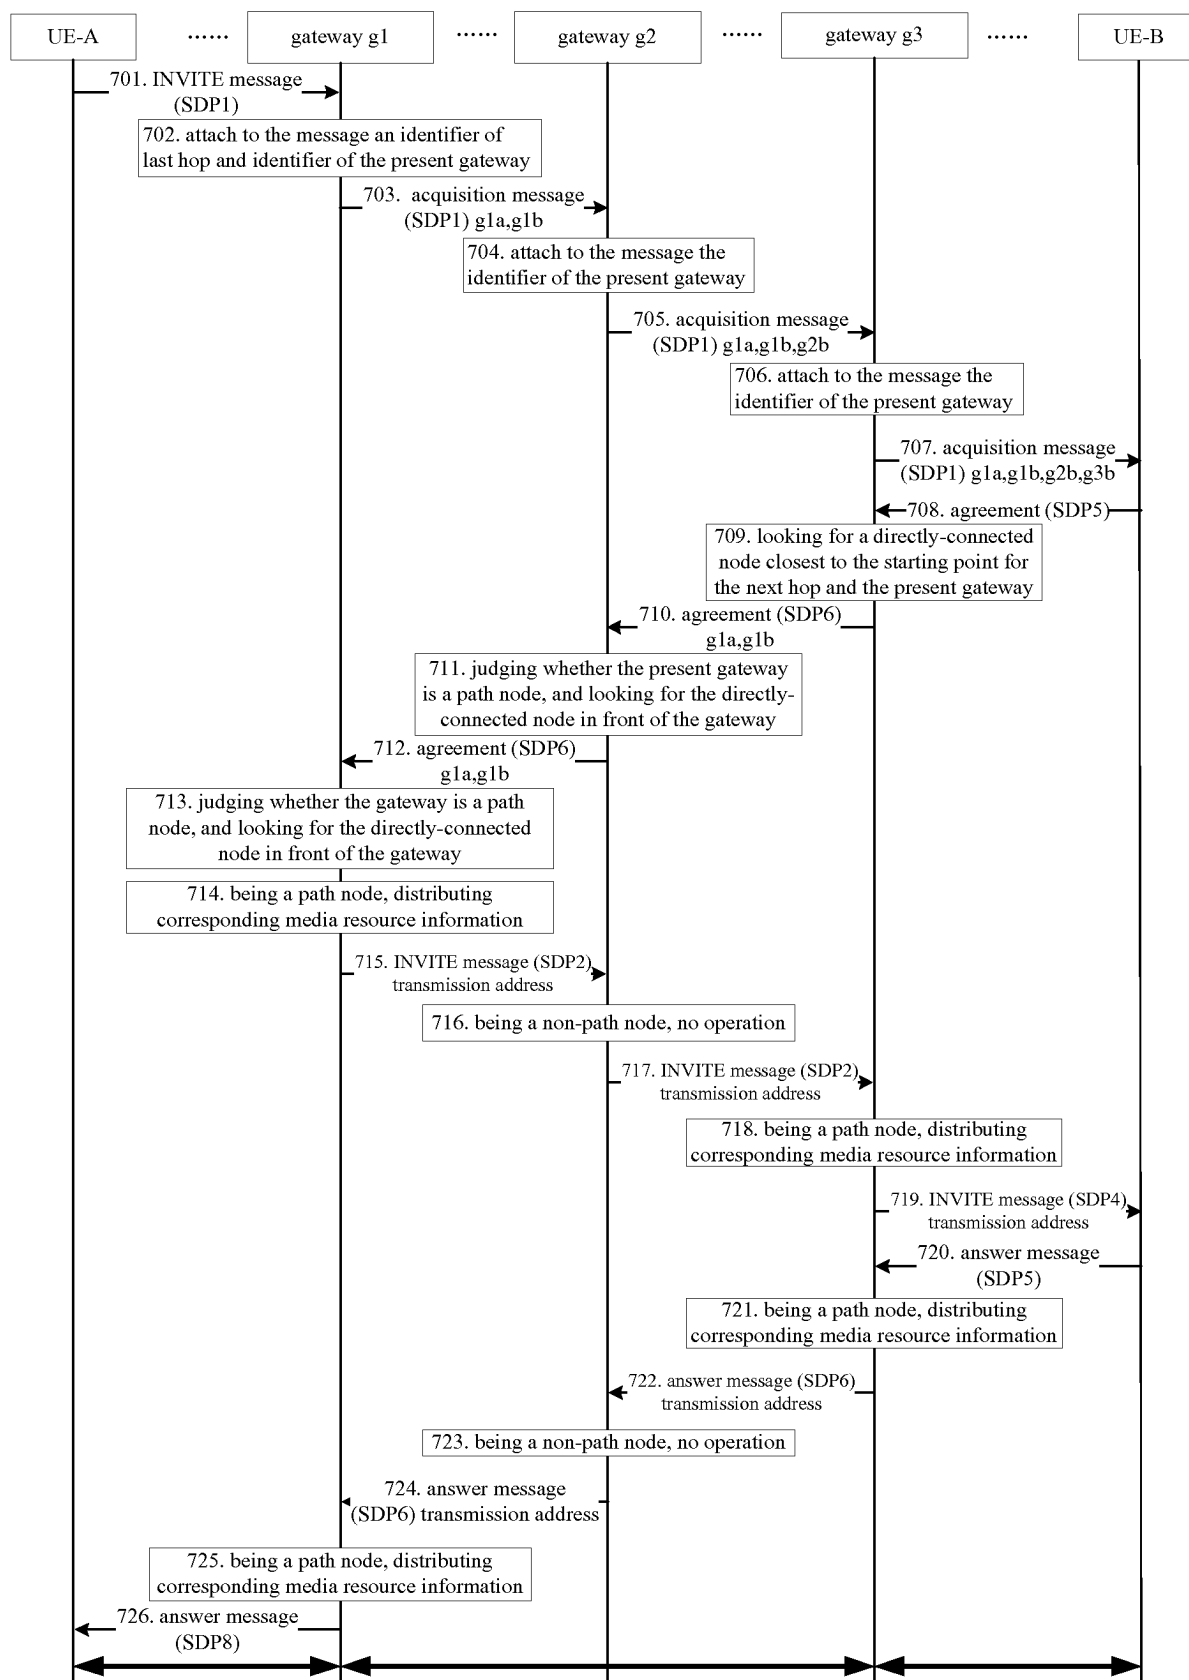 UE-A
......
gateway g1
......
gateway g2
......
gateway g3
......
UE-B
701. INVITE message
(SDP1)
702. attach to the message an identifier of
last hop and identifier of the present gateway
703. acquisition message
(SDP1) g1a,g1b
704. attach to the message the
identifier of the present gateway
705. acquisition message
(SDP1) g1a,g1b,g2b
706. attach to the message the
identifier of the present gateway
707. acquisition message
(SDP1) g1a,g1b,g2b,g3b
708. agreement (SDP5)
709. looking for a directly-connected
node closest to the starting point for
the next hop and the present gateway
710. agreement (SDP6)
g1a,g1b
711. judging whether the present gateway
is a path node, and looking for the directly-
connected node in front of the gateway
712. agreement (SDP6)
g1a,g1b
713. judging whether the gateway is a path
node, and looking for the directly-connected
node in front of the gateway
714. being a path node, distributing
corresponding media resource information
715. INVITE message (SDP2)
transmission address
716. being a non-path node, no operation
717. INVITE message (SDP2)
transmission address
718. being a path node, distributing
corresponding media resource information
719. INVITE message (SDP4)
transmission address
720. answer message
(SDP5)
721. being a path node, distributing
corresponding media resource information
722. answer message (SDP6)
transmission address
723. being a non-path node, no operation
724. answer message
(SDP6) transmission address
725. being a path node, distributing
corresponding media resource information
726. answer message
(SDP8)